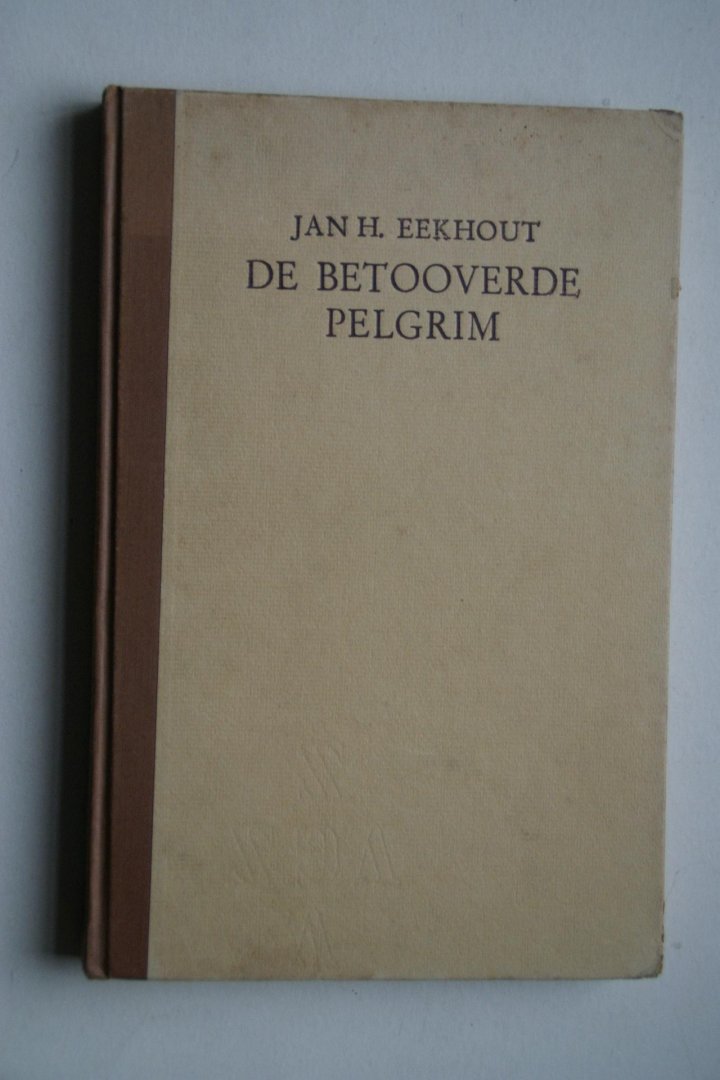 JAN H. EEKHOUT
DE BETOOVERDE
PELGRIM